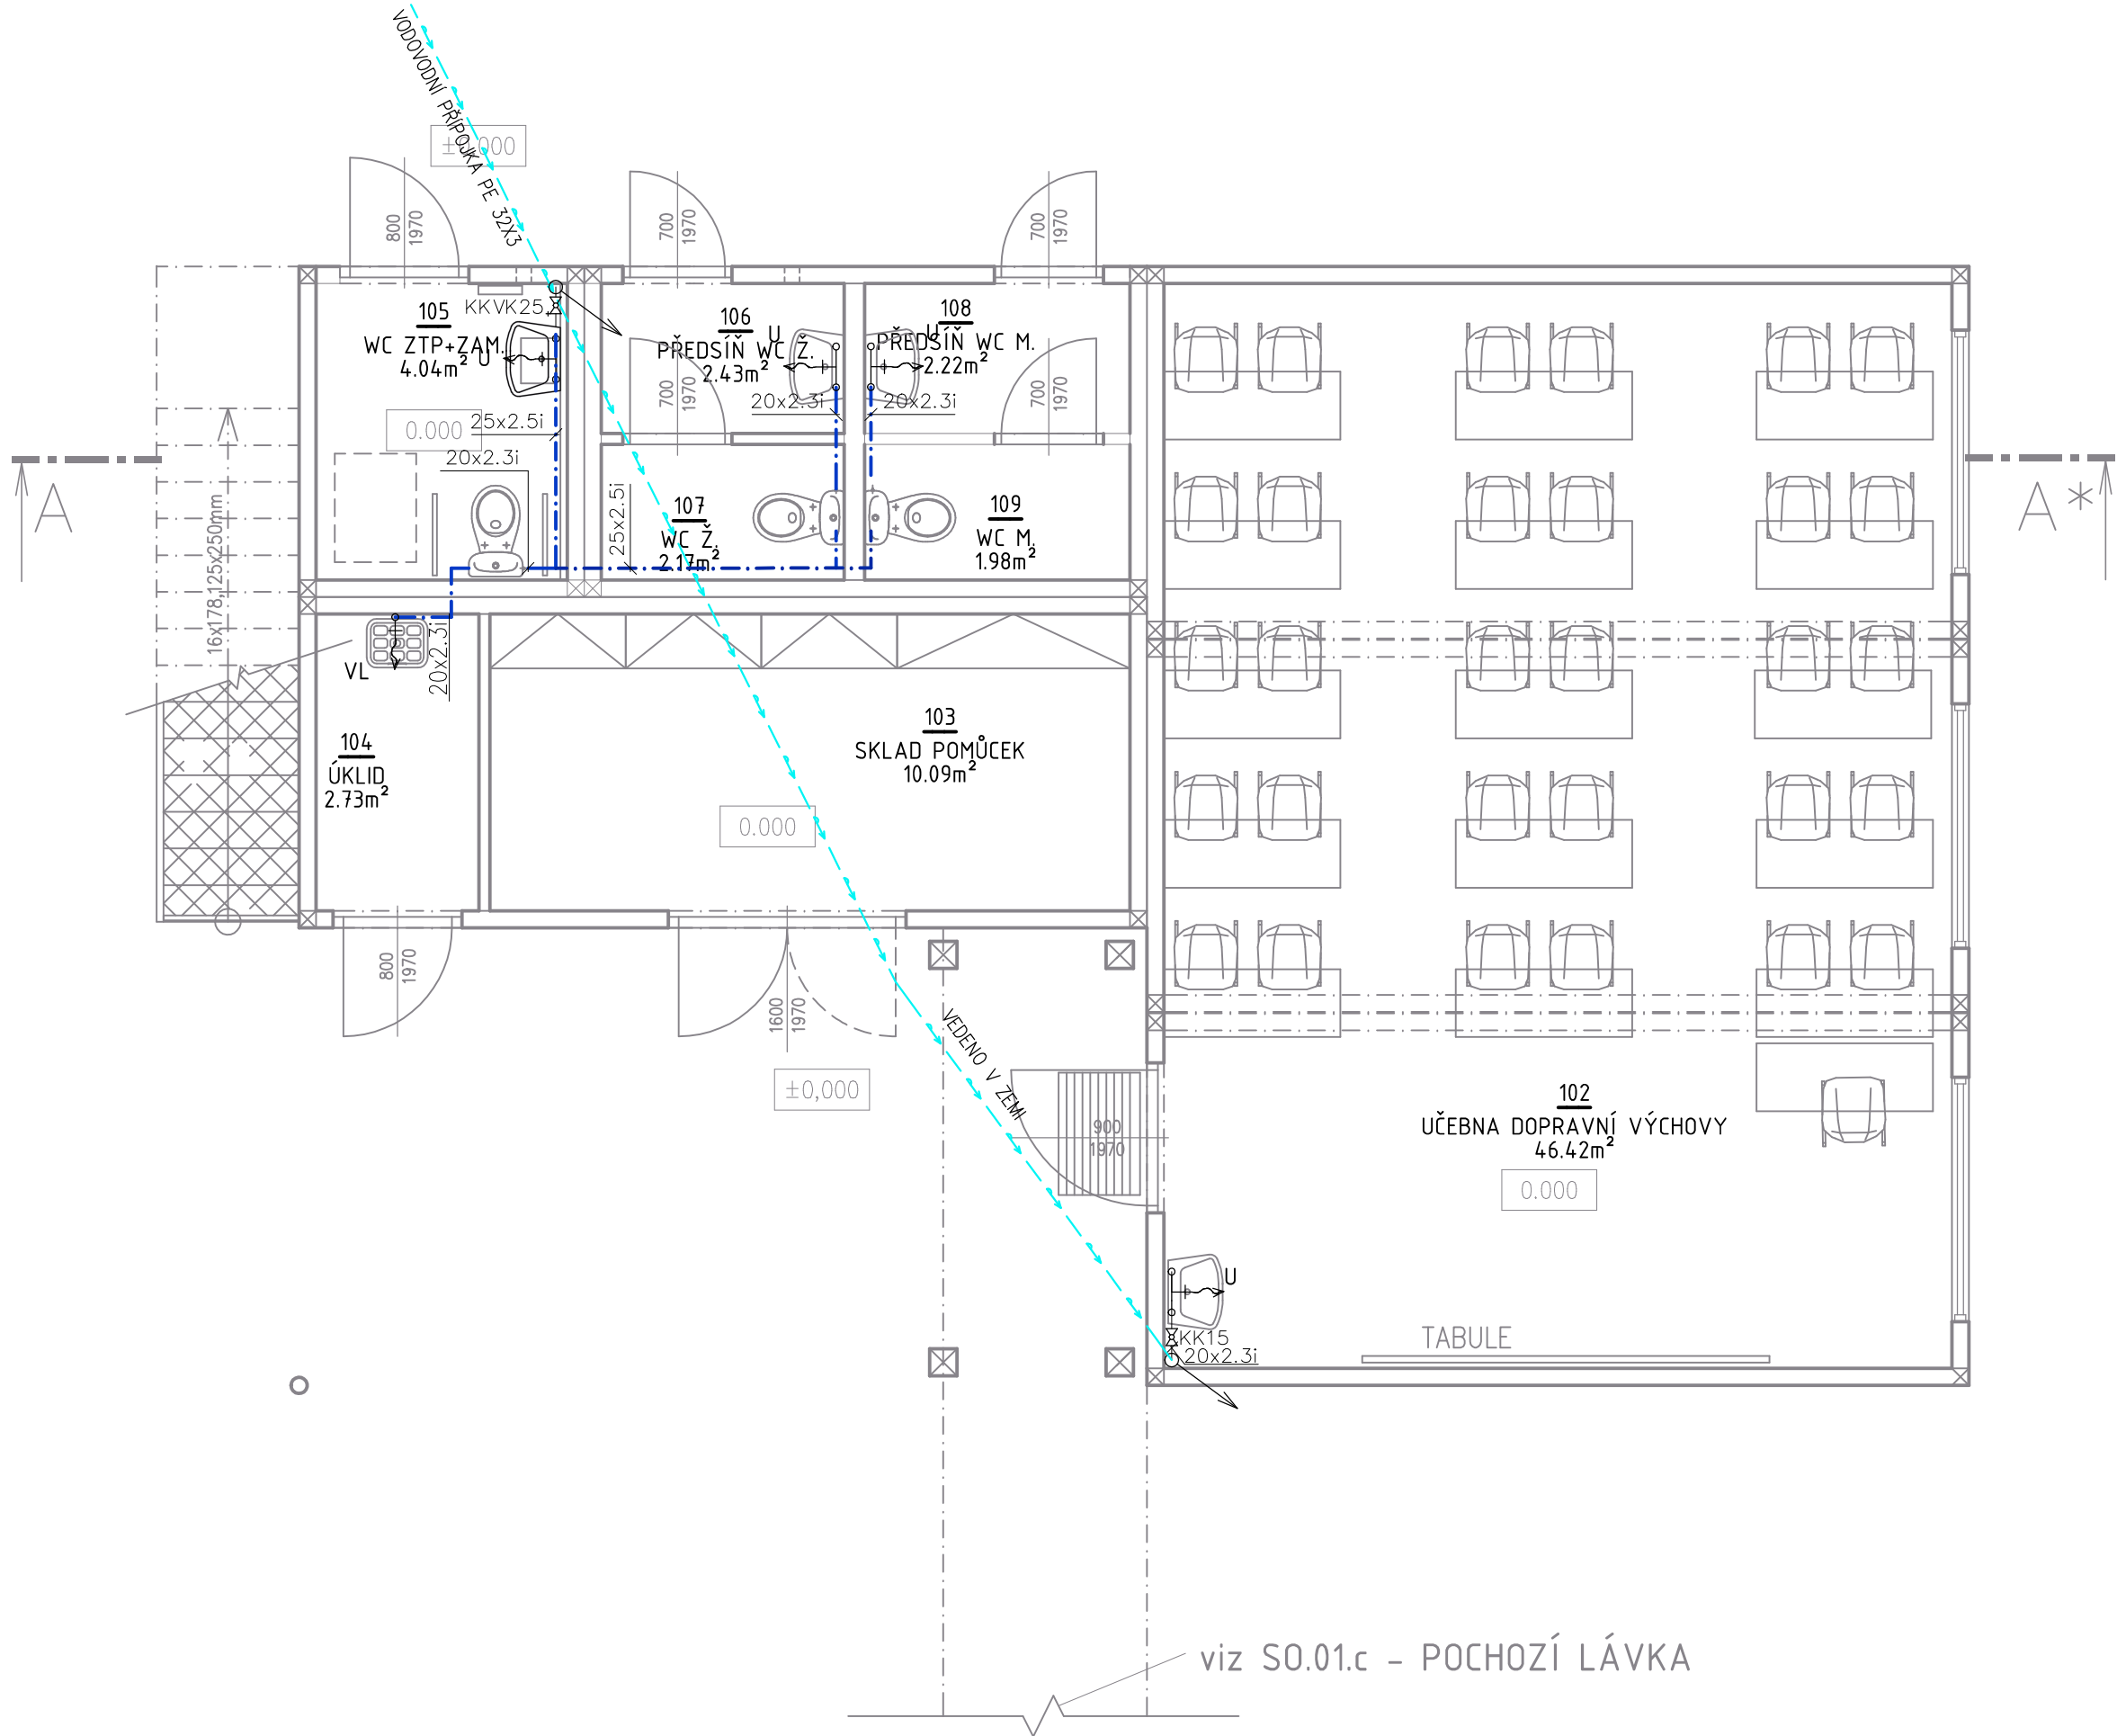 VODOVODNÍ PŘÍPOJKA PE 32X3
±0,000
800
1970
700
1970
700
1970
KKVK25
105
WC ZTP+ZAM.
4.04m²
U
106
PŘEDSÍŇ WC Ž.
2.43m²
U
108
PŘEDSÍŇ WC M.
2.22m²
U
700
1970
700
1970
20x2.3i
20x2.3i
0.000
25x2.5i
20x2.3i
25x2.5i
A
A*
107
WC Ž.
2.17m²
109
WC M.
1.98m²
16x178,125x250mm
VL
20x2.3i
104
ÚKLID
2.73m²
103
SKLAD POMŮCEK
10.09m²
0.000
800
1970
1600
1970
VEDENO V ZEMI
±0,000
900
1970
102
UČEBNA DOPRAVNÍ VÝCHOVY
46.42m²
0.000
U
KK15
20x2.3i
TABULE
viz SO.01.c - POCHOZÍ LÁVKA